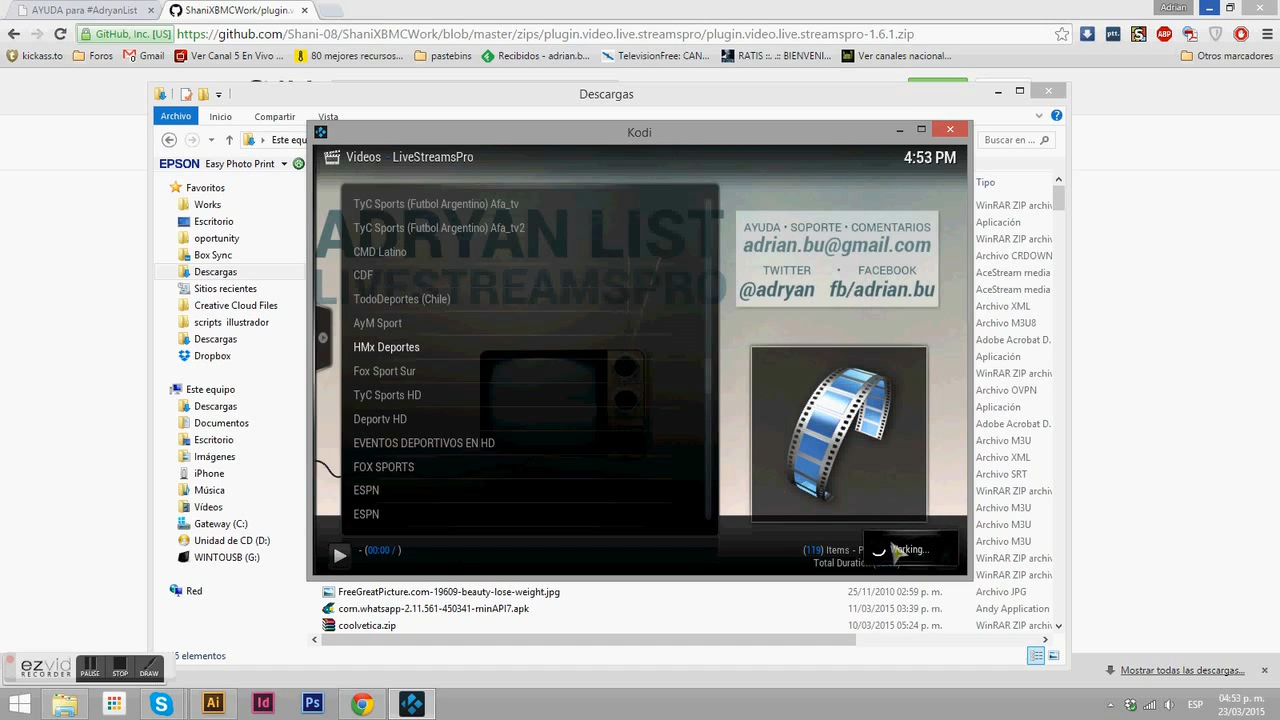 AYUDA para #AdryanList
ShaniXBMCWork/plugin.v
Adrian
GitHub, Inc. [US]
https://github.com/Shani-08/ShaniXBMCWork/blob/master/zips/plugin.video.live.streamspro/plugin.video.live.streamspro-1.6.1.zip
kickass.to
Foros
Gmail
Ver Canal 5 En Vivo ...
80 mejores recursos...
pastebins
Recibidos - adrian.b...
TelevisionFree: CAN...
.:: RATIS ::. :: BIENVENI...
Ver canales nacional...
Otros marcadores
Descargas
Archivo
Inicio
Compartir
Vista
Este equ
Buscar en ...
EPSON Easy Photo Print
Favoritos
Works
Escritorio
oportunity
Box Sync
Descargas
Sitios recientes
Creative Cloud Files
scripts illustrador
Descargas
Dropbox
Este equipo
Descargas
Documentos
Escritorio
Imágenes
iPhone
Música
Vídeos
Gateway (C:)
Unidad de CD (D:)
WINTOUSB (G:)
Red
Kodi
Videos - LiveStreamsPro
4:53 PM
ADRYAN LIST
LIVESTREAMSPRO
TyC Sports (Futbol Argentino) Afa_tv
TyC Sports (Futbol Argentino) Afa_tv2
CMD Latino
CDF
TodoDeportes (Chile)
AyM Sport
HMx Deportes
Fox Sport Sur
TyC Sports HD
Deportv HD
EVENTOS DEPORTIVOS EN HD
FOX SPORTS
ESPN
ESPN
AYUDA • SOPORTE • COMENTARIOS
adrian.bu@gmail.com
TWITTER • FACEBOOK
@adryan fb/adrian.bu
- (00:00 / )
(119) Items - P
Working...
Total Duration
Tipo
WinRAR ZIP archiv
Aplicación
WinRAR ZIP archiv
Archivo CRDOWN
AceStream media
AceStream media
Archivo XML
Archivo M3U8
Adobe Acrobat D.
Aplicación
WinRAR ZIP archiv
Archivo OVPN
Aplicación
Adobe Acrobat D.
Archivo M3U
Archivo XML
Archivo SRT
WinRAR ZIP archiv
Archivo M3U
Archivo M3U
Archivo M3U
WinRAR ZIP archiv
WinRAR ZIP archiv
FreeGreatPicture.com-19609-beauty-lose-weight.jpg 25/11/2010 02:59 p. m. Archivo JPG
com.whatsapp-2.11.561-450341-minAPI7.apk 11/03/2015 03:39 p. m. Andy Application
coolvetica.zip 10/03/2015 05:24 p. m. WinRAR ZIP archiv
elementos
ezvid
RECORDER
PAUSE
STOP
DRAW
Mostrar todas las descargas...
ESP
04:53 p. m.
23/03/2015